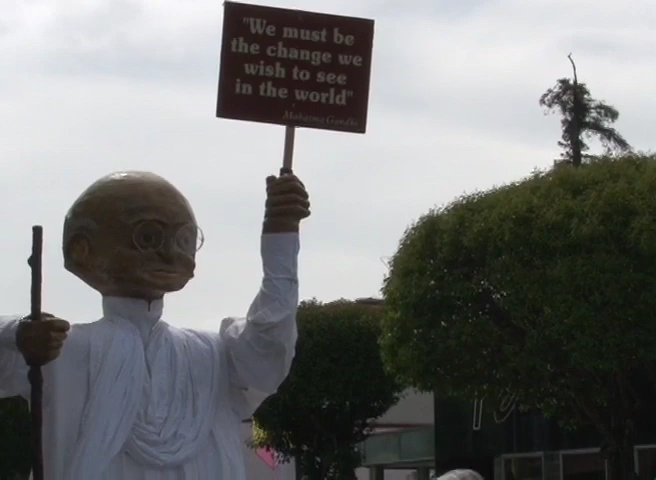 "We must be
the change we
wish to see
in the world"
Mahatma Gandhi